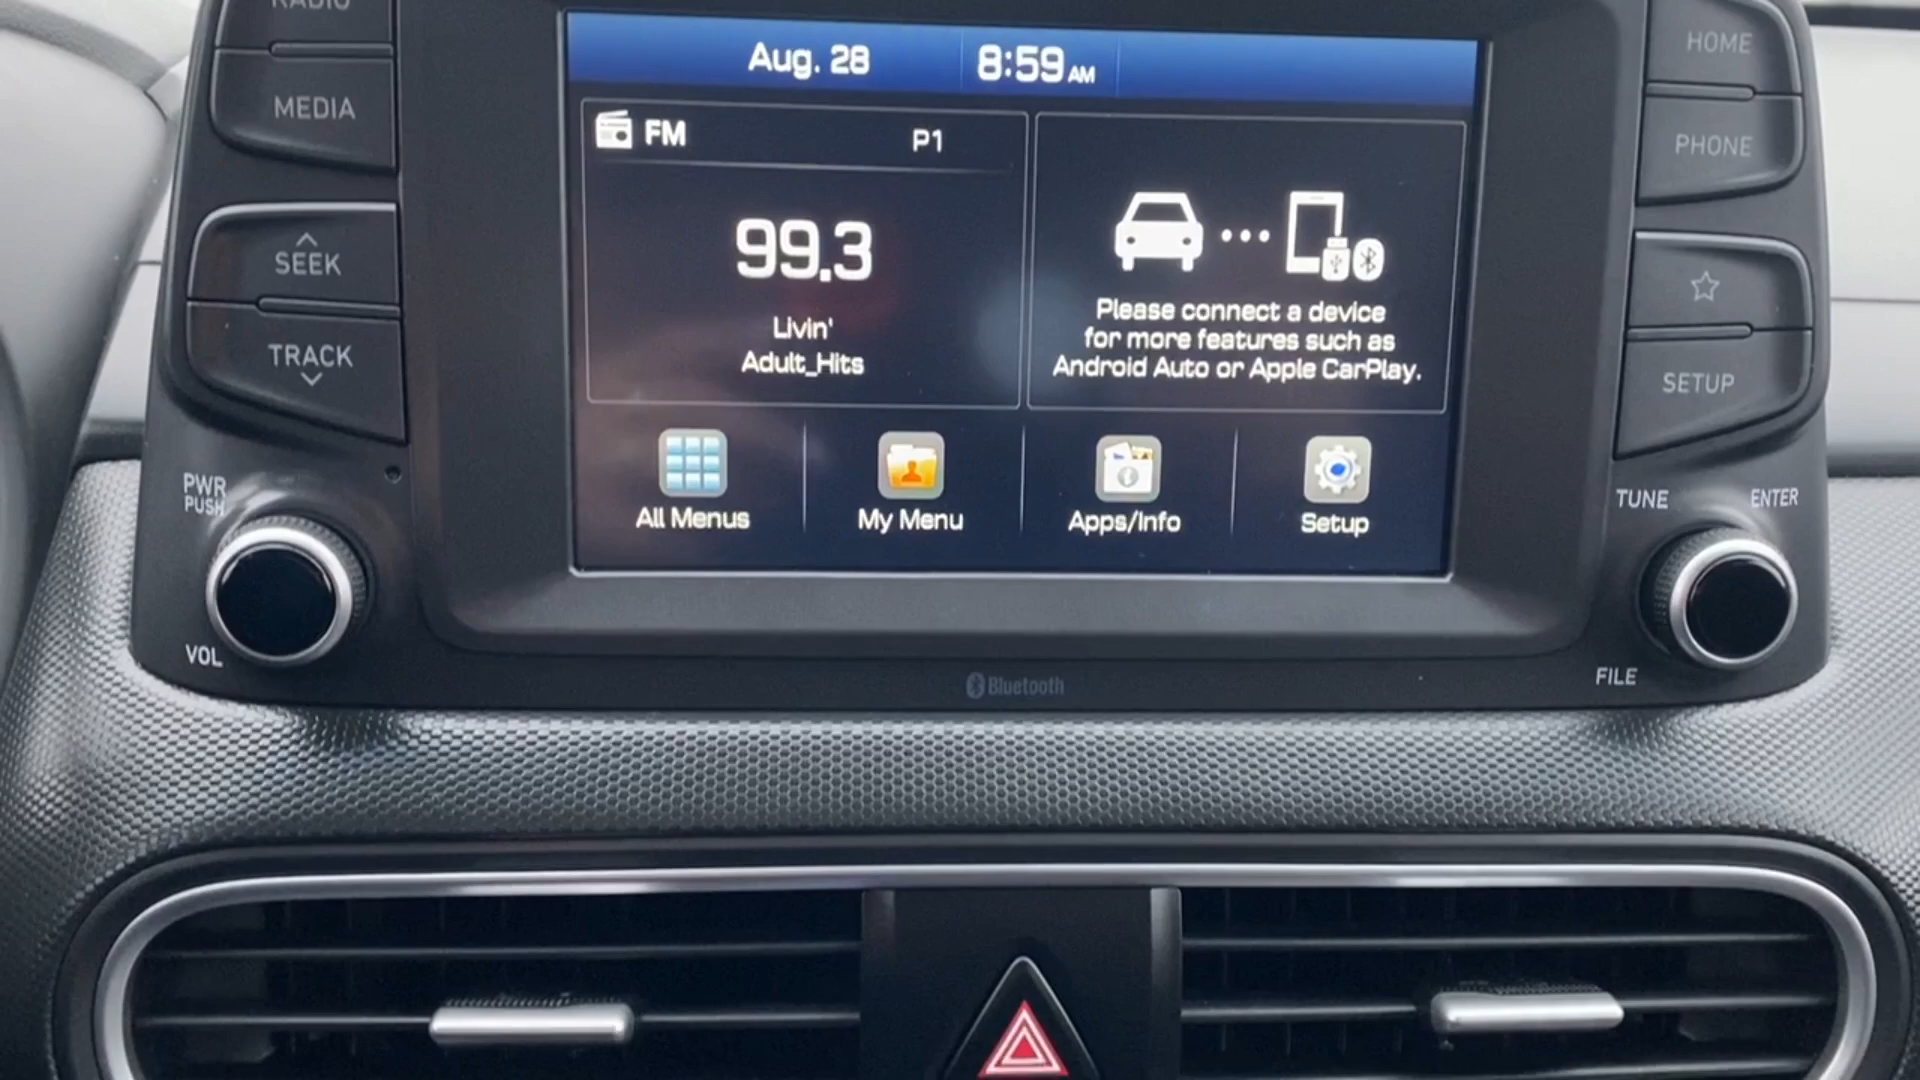 RADIO
MEDIA
SEEK
TRACK
PWR
PUSH
VOL
Aug. 28 8:59 AM
FM P1
99.3
Livin'
Adult_Hits
Please connect a device
for more features such as
Android Auto or Apple CarPlay.
All Menus
My Menu
Apps/Info
Setup
HOME
PHONE
SETUP
TUNE
ENTER
FILE
Bluetooth